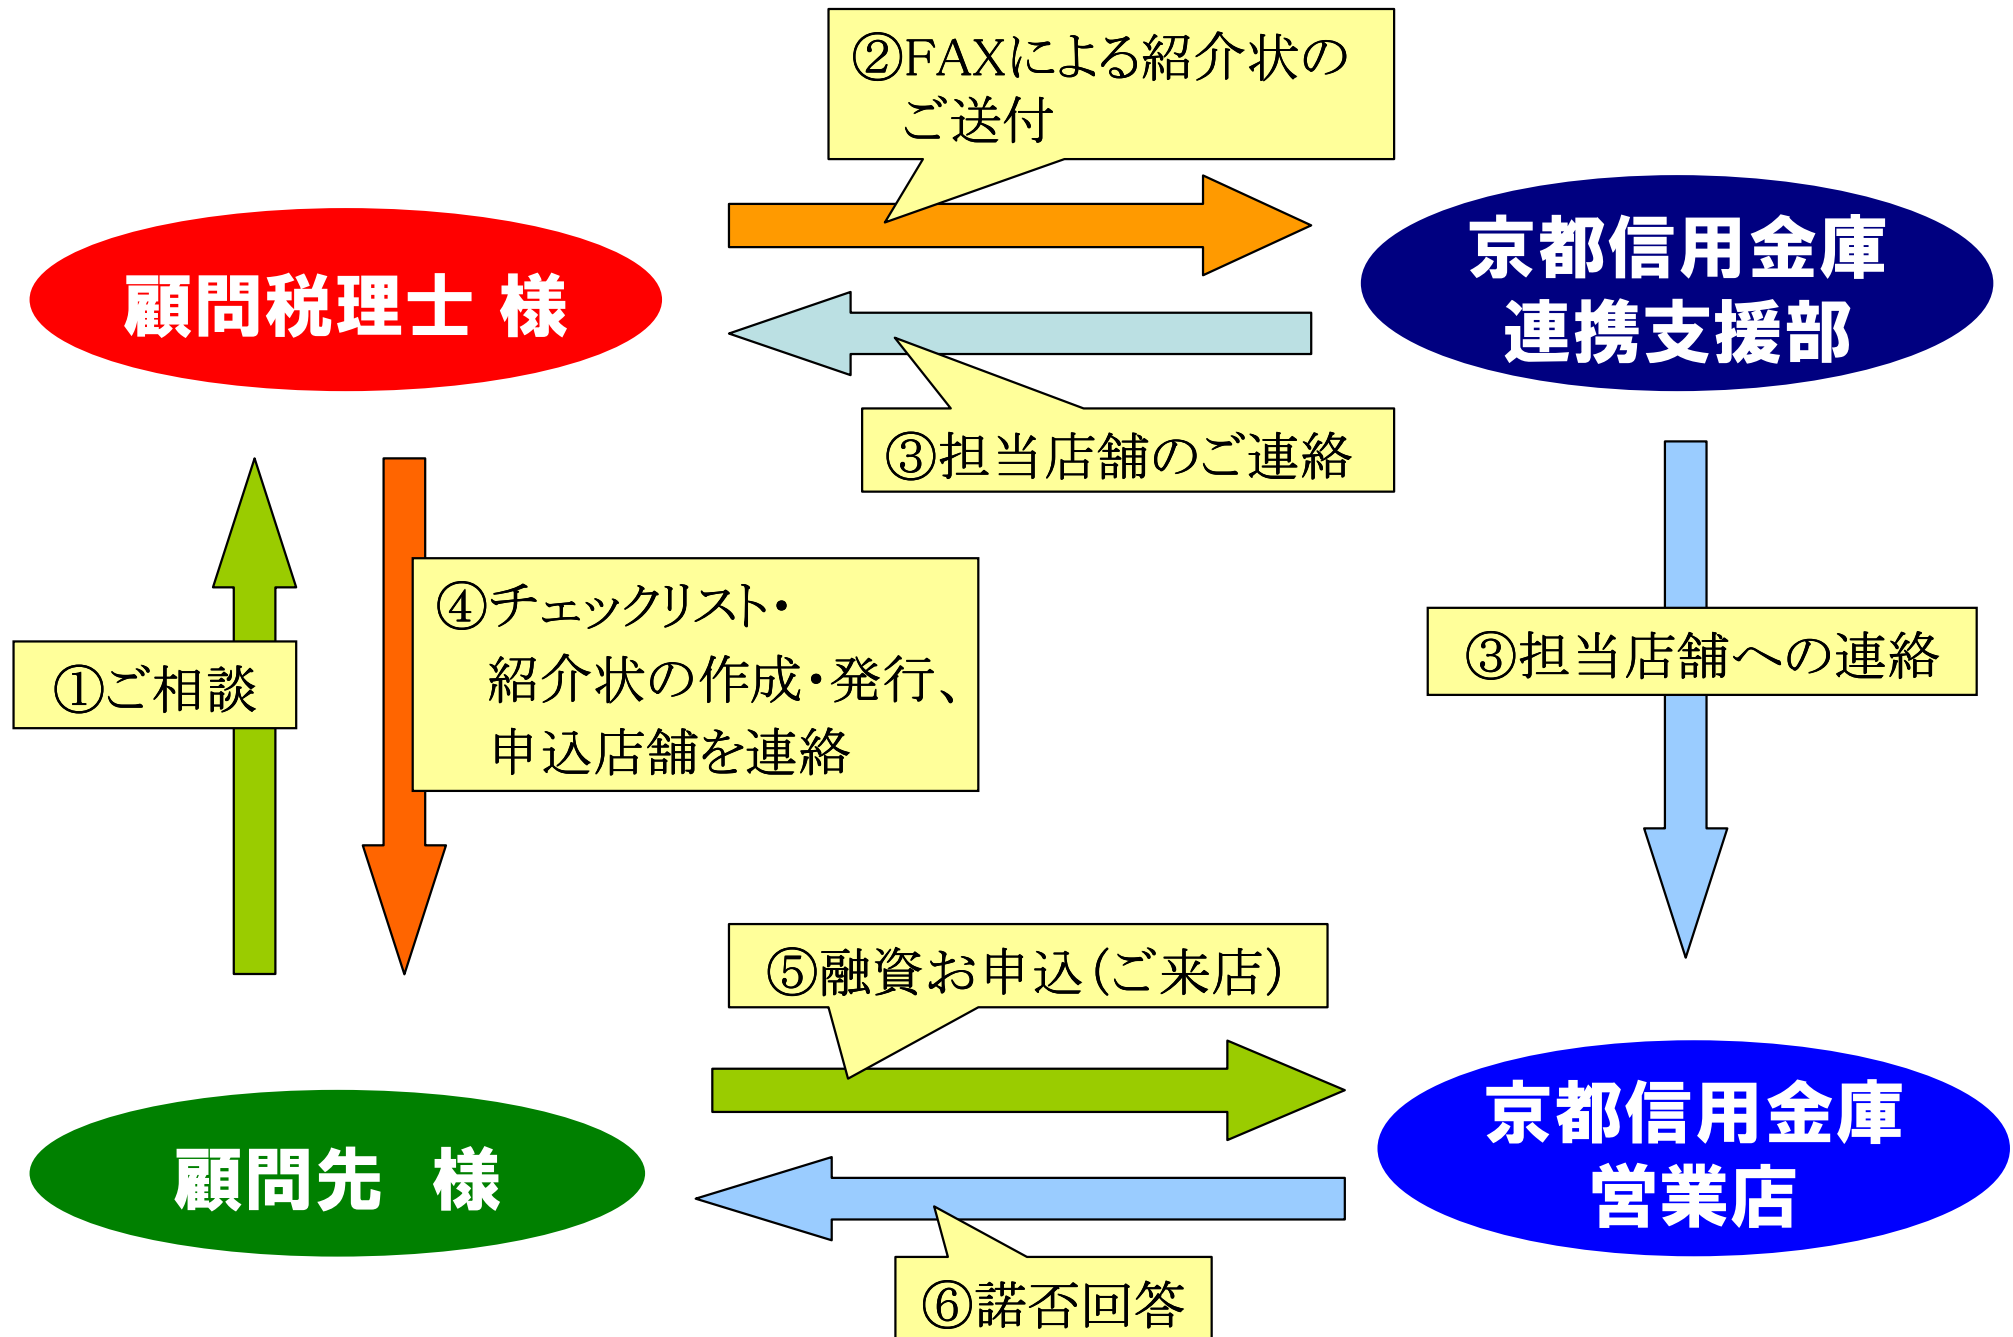 ②FAXによる紹介状の
ご送付
顧問税理士 様
京都信用金庫
連携支援部
③担当店舗のご連絡
④チェックリスト・
紹介状の作成・発行、
申込店舗を連絡
①ご相談
③担当店舗への連絡
⑤融資お申込(ご来店)
顧問先 様
京都信用金庫
営業店
⑥諾否回答